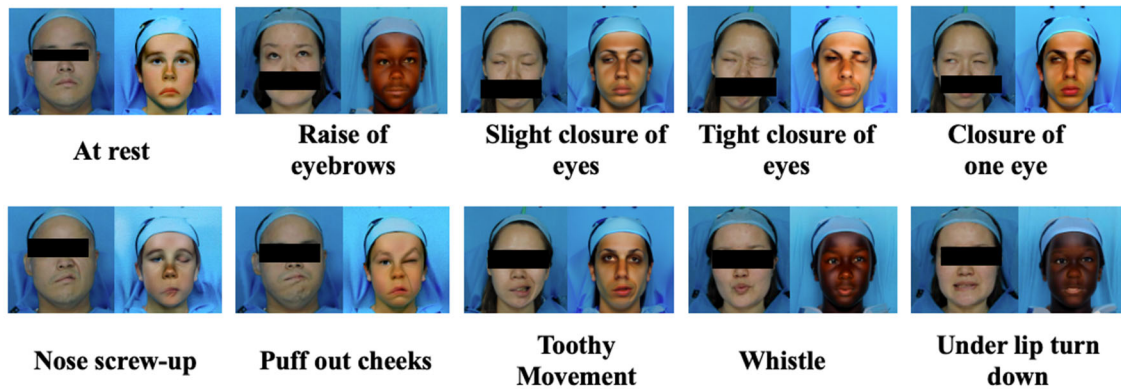 At rest
Raise of
eyebrows
Slight closure of
eyes
Tight closure of
eyes
Closure of
one eye
Nose screw-up
Puff out cheeks
Toothy
Movement
Whistle
Under lip turn
down